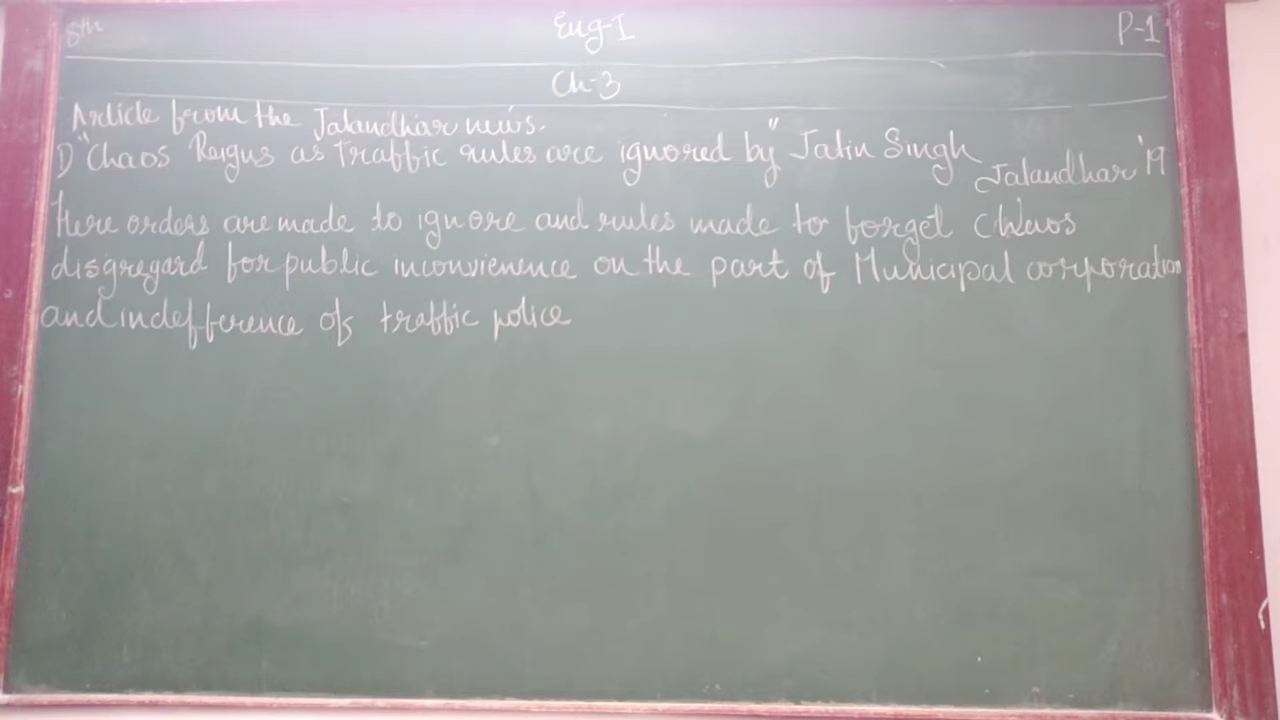 8th Eng-I P-1
Ch-3
Article from the Jalandhar news.
1) "Chaos Reigns as Traffic rules are ignored by" Jatin Singh
Jalandhar '19
Here orders are made to ignore and rules made to forget Chaos
disgregard for public inconvienence on the part of Municipal corporation
and indefference of traffic police